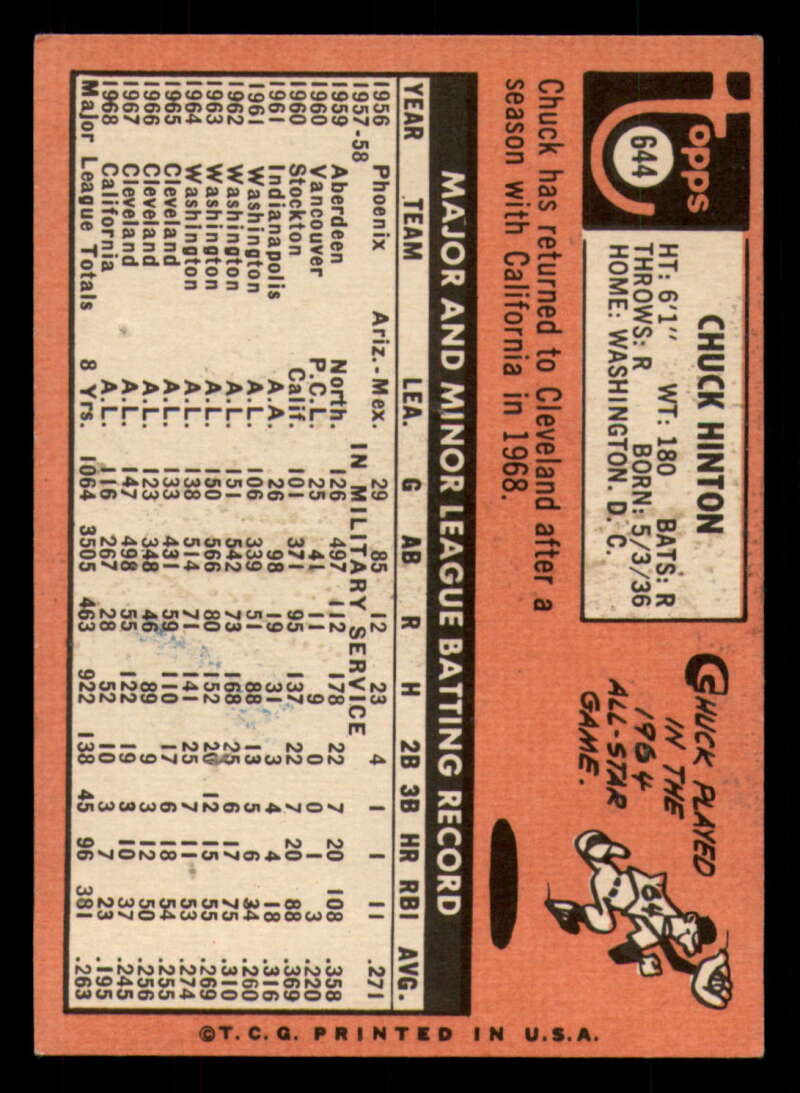 Topps
644
CHUCK HINTON
HT: 6'1" WT: 180 BATS: R
THROWS: R BORN: 5/3/36
HOME: WASHINGTON, D. C.
CHUCK PLAYED
IN THE
1964
ALL-STAR
GAME.
64
Chuck has returned to Cleveland after a
season with California in 1968.
MAJOR AND MINOR LEAGUE BATTING RECORD
YEAR TEAM LEA. G AB R H 2B 3B HR RBI AVG.
1956 Phoenix Ariz.-Mex. 29 85 12 23 4 1 1 11 .271
1957-58 IN MILITARY SERVICE
1959 Aberdeen North. 126 497 112 178 22 7 20 108 .358
1960 Vancouver P.C.L. 25 41 11 9 0 0 1 3 .220
1960 Stockton Calif. 101 371 95 137 22 7 20 88 .369
1961 Indianapolis A.A. 26 98 19 31 3 4 4 18 .316
1961 Washington A.L. 106 339 51 88 13 5 6 34 .260
1962 Washington A.L. 151 542 73 168 25 6 17 75 .310
1963 Washington A.L. 150 566 80 152 20 12 15 55 .269
1964 Washington A.L. 138 514 71 141 25 7 11 53 .274
1965 Cleveland A.L. 133 431 59 110 17 6 18 54 .255
1966 Cleveland A.L. 123 348 46 89 9 3 12 50 .256
1967 Cleveland A.L. 147 498 55 122 19 3 10 37 .245
1968 California A.L. 116 267 28 52 10 3 7 23 .195
Major League Totals 8 Yrs. 1064 3505 463 922 138 45 96 381 .263
©T.C.G. PRINTED IN U.S.A.